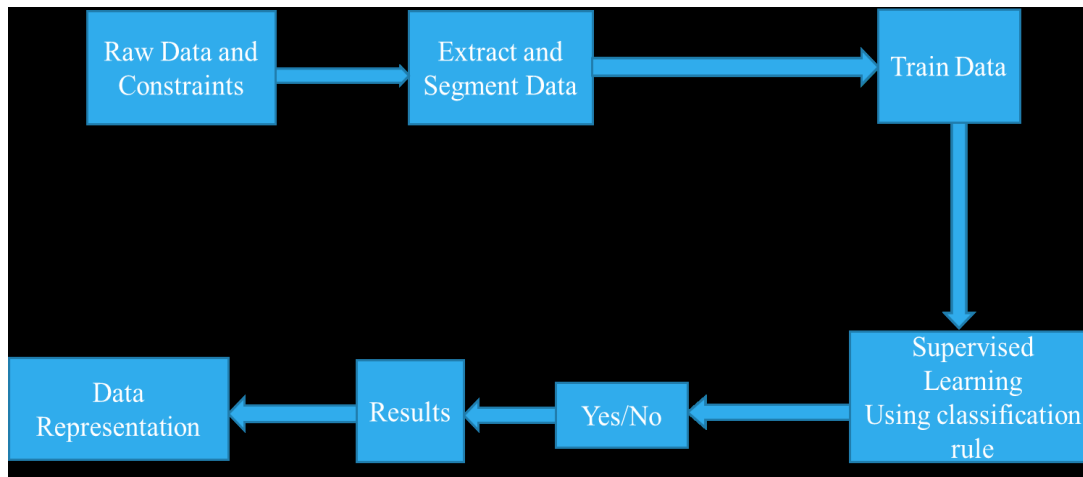 Raw Data and
Constraints
Extract and
Segment Data
Train Data
Supervised
Learning
Using classification
rule
Yes/No
Results
Data
Representation